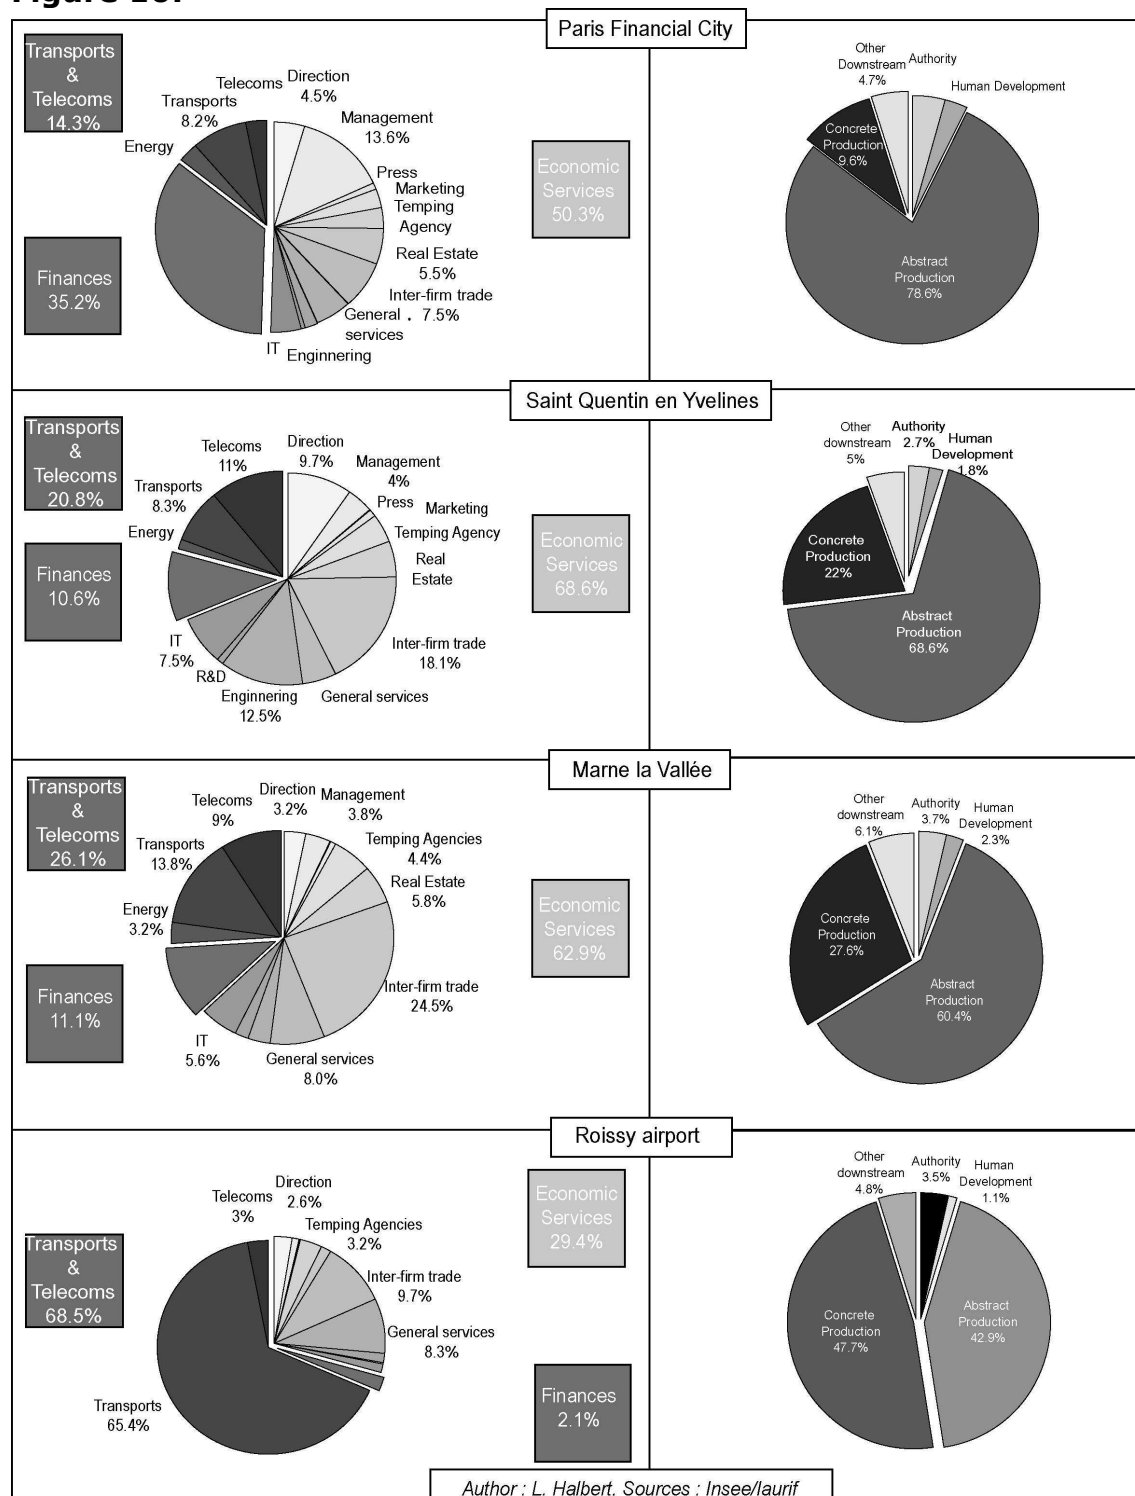 Paris Financial City
Transports
&
Telecoms
14.3%
Finances
35.2%
Economic
Services
50.3%
Telecoms
Direction
4.5%
Transports
8.2%
Management
13.6%
Energy
Press
Marketing
Temping
Agency
Real Estate
5.5%
Inter-firm trade
7.5%
General .
services
IT
Enginnering
Other
Downstream
4.7%
Authority
Human Development
Concrete
Production
9.6%
Abstract
Production
78.6%
Saint Quentin en Yvelines
Transports
&
Telecoms
20.8%
Finances
10.6%
Economic
Services
68.6%
Telecoms
11%
Direction
9.7%
Management
4%
Transports
8.3%
Press
Marketing
Energy
Temping Agency
Real
Estate
Inter-firm trade
18.1%
IT
7.5%
R&D
Enginnering
12.5%
General services
Other
downstream
5%
Authority
2.7%
Human
Development
1.8%
Concrete
Production
22%
Abstract
Production
68.6%
Marne la Vallée
Transports
&
Telecoms
26.1%
Finances
11.1%
Economic
Services
62.9%
Telecoms
9%
Direction
3.2%
Management
3.8%
Transports
13.8%
Temping Agencies
4.4%
Real Estate
5.8%
Energy
3.2%
Inter-firm trade
24.5%
IT
5.6%
General services
8.0%
Other
downstream
6.1%
Authority
3.7%
Human
Development
2.3%
Concrete
Production
27.6%
Abstract
Production
60.4%
Roissy airport
Transports
&
Telecoms
68.5%
Economic
Services
29.4%
Finances
2.1%
Telecoms
3%
Direction
2.6%
Temping Agencies
3.2%
Inter-firm trade
9.7%
General services
8.3%
Transports
65.4%
Other
downstream
4.8%
Authority
3.5%
Human
Development
1.1%
Concrete
Production
47.7%
Abstract
Production
42.9%
Author : L. Halbert. Sources : Insee/Iaurif